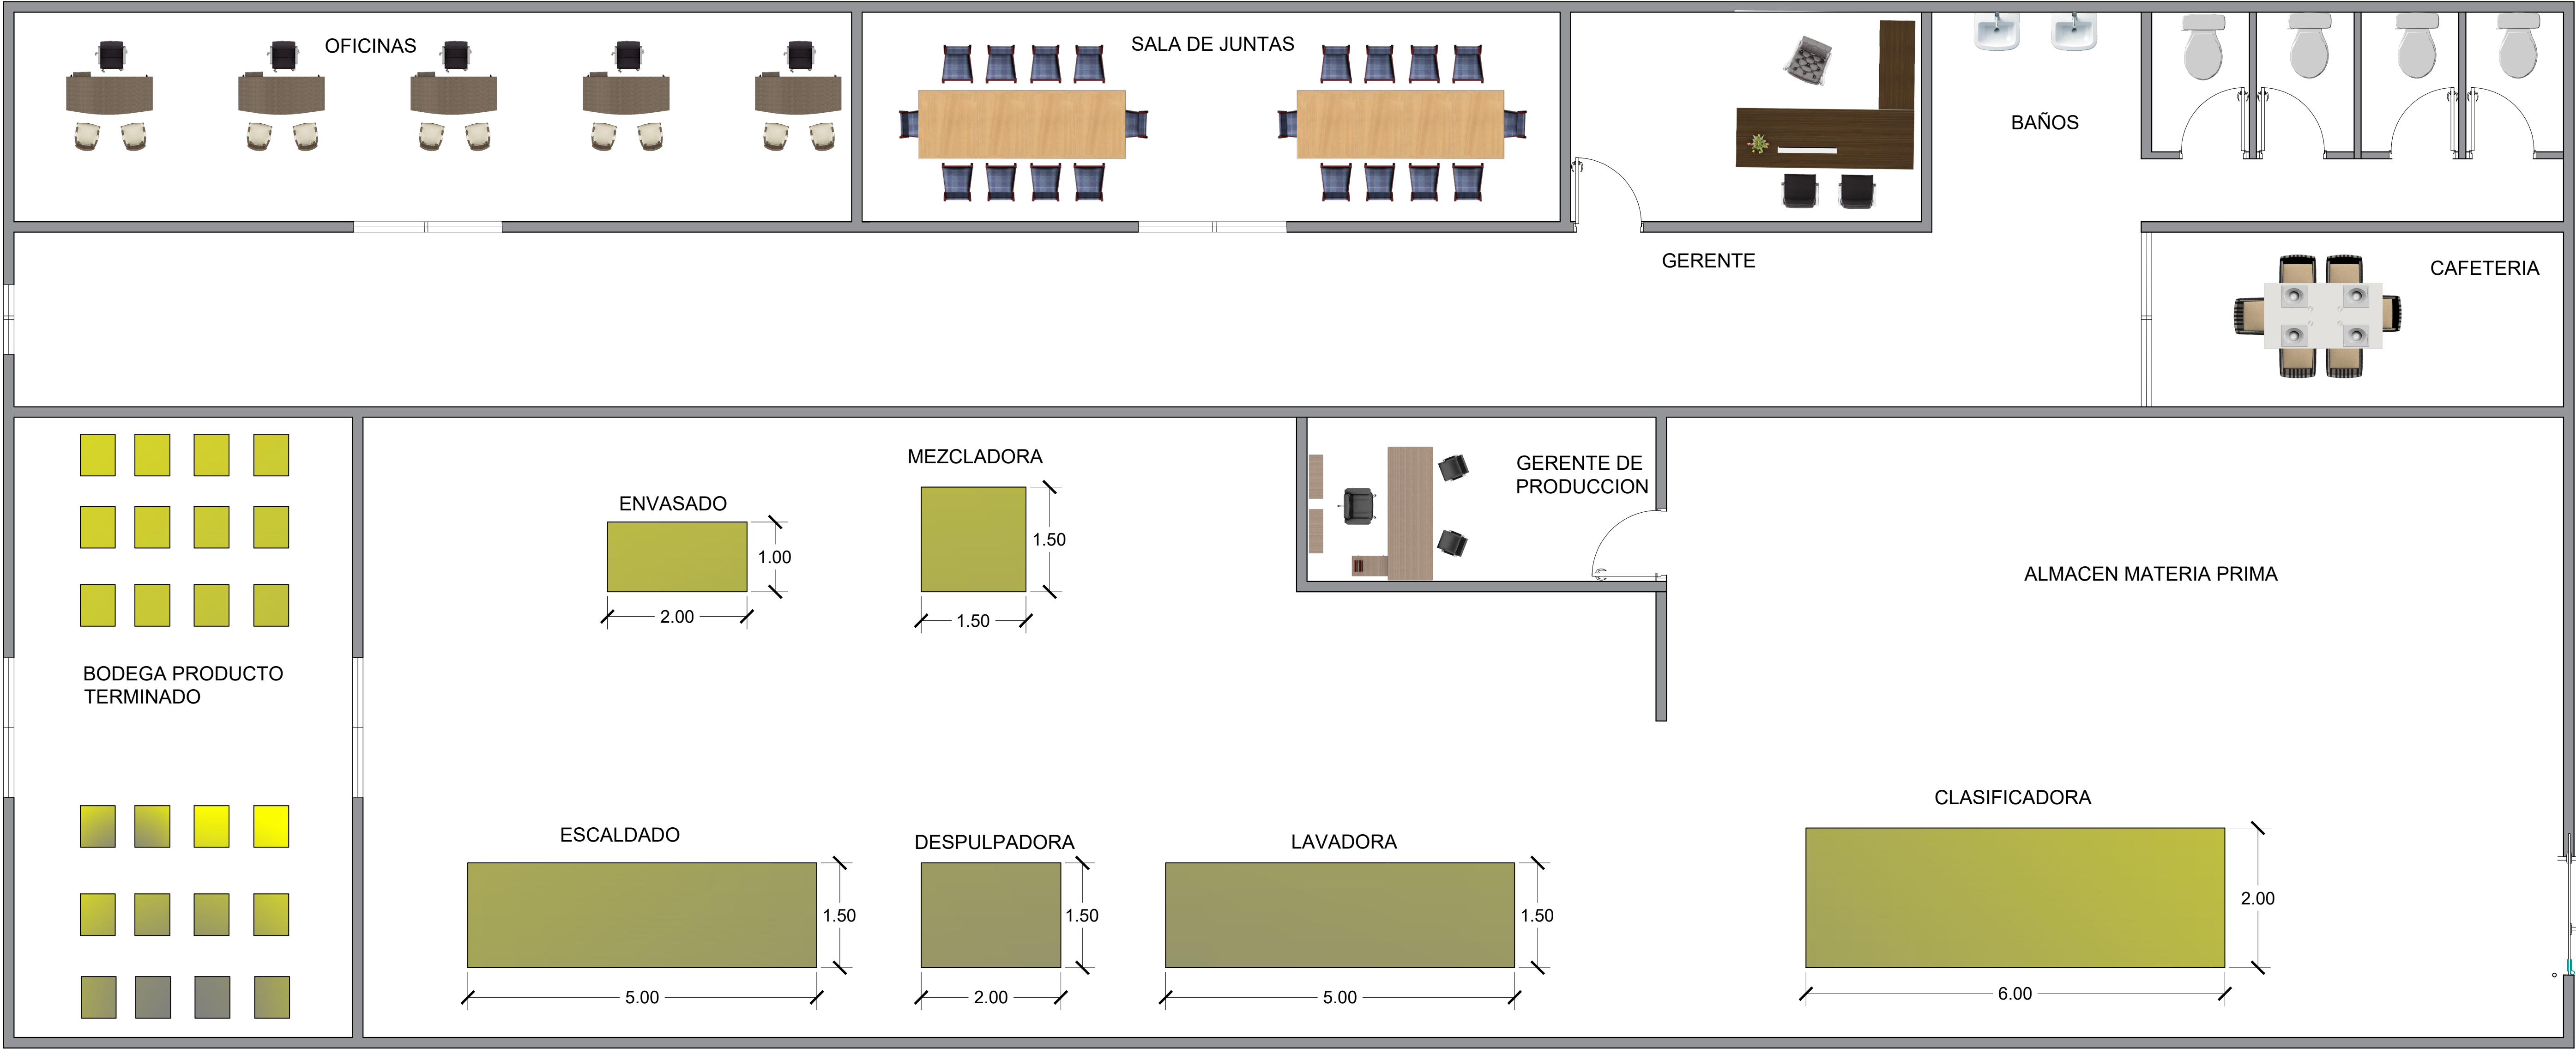 OFICINAS
SALA DE JUNTAS
BAÑOS
GERENTE
CAFETERIA
MEZCLADORA
1.50
1.50
ENVASADO
1.00
2.00
GERENTE DE
PRODUCCION
ALMACEN MATERIA PRIMA
BODEGA PRODUCTO
TERMINADO
ESCALDADO
1.50
5.00
DESPULPADORA
1.50
2.00
LAVADORA
1.50
5.00
CLASIFICADORA
2.00
6.00